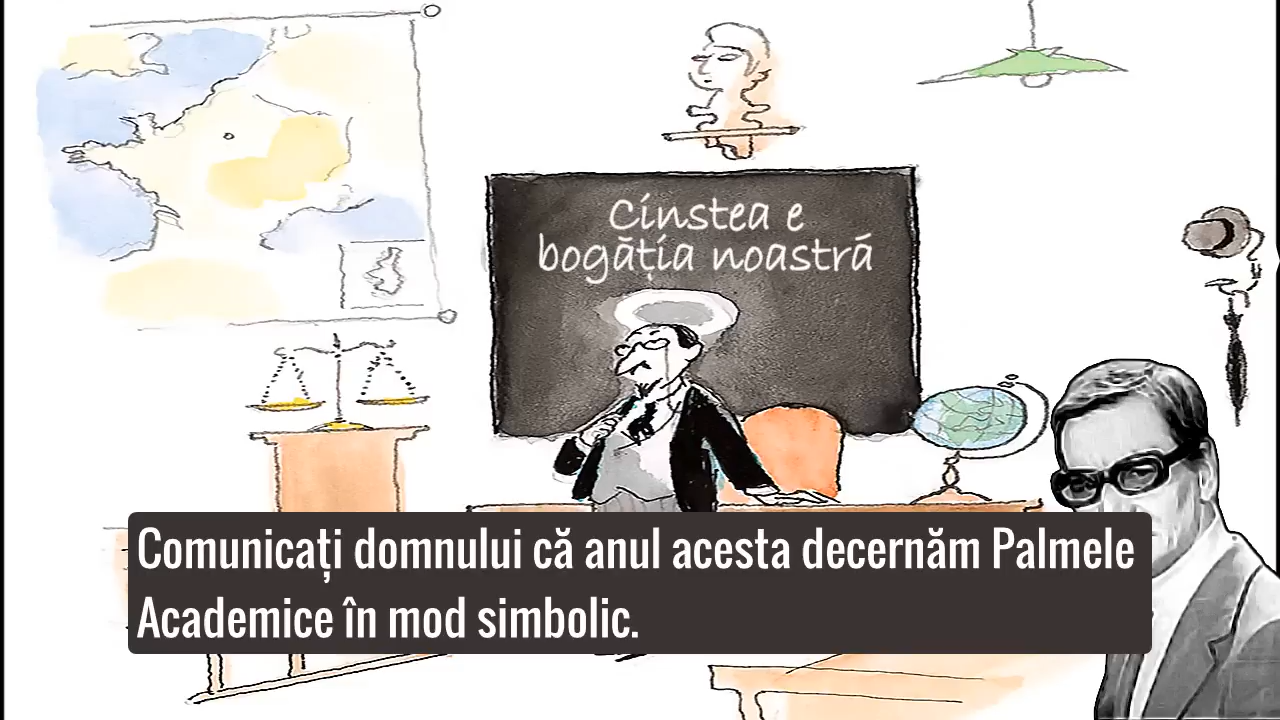 Cinstea e
bogăția noastră
Comunicați domnului că anul acesta decernăm Palmele
Academice în mod simbolic.